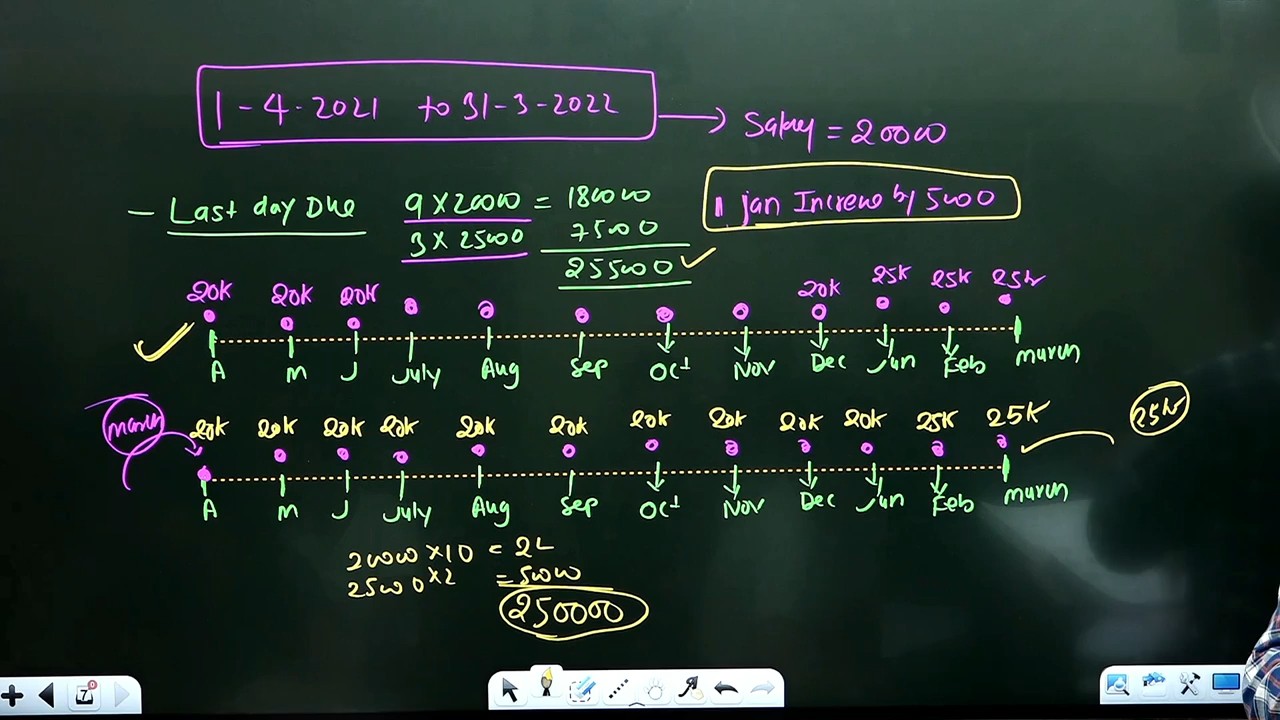 1-4-2021 to 31-3-2022 → Salary = 20000
1 jan Increase by 5000
- Last day Due 9 × 20000 = 180000
3 × 25000 75000
255000 ✓
20K 20K 20K 20K 25K 25K 25K
✓
A M J July Aug Sep Oct Nov Dec Jan Feb march
march 20K 20K 20K 20K 20K 20K 20K 20K 20K 20K 25K 25K 25K
A M J July Aug Sep Oct Nov Dec Jan Feb march
20000 × 10 = 2L
25000 × 2 = 50000
250000
7 0